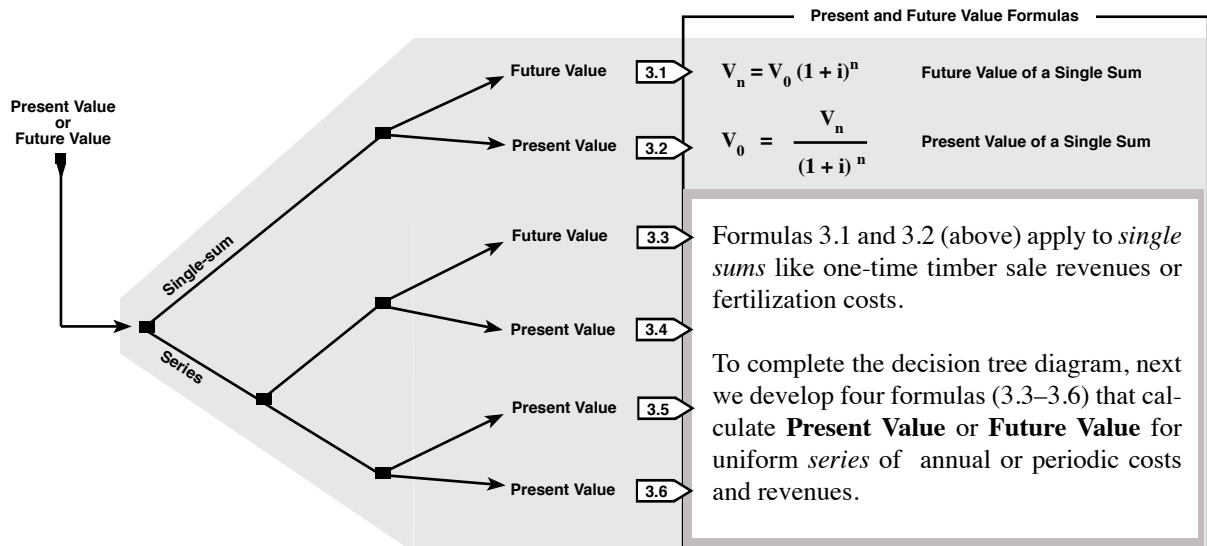 Present and Future Value Formulas
Present Value
or
Future Value
Single-sum
Series
Future Value 3.1 Vn = V0 (1 + i)^n Future Value of a Single Sum
Present Value 3.2 V0 = Vn / (1 + i)^n Present Value of a Single Sum
Future Value 3.3
Present Value 3.4
Present Value 3.5
Present Value 3.6
Formulas 3.1 and 3.2 (above) apply to single
sums like one-time timber sale revenues or
fertilization costs.
To complete the decision tree diagram, next
we develop four formulas (3.3–3.6) that cal-
culate Present Value or Future Value for
uniform series of annual or periodic costs
and revenues.